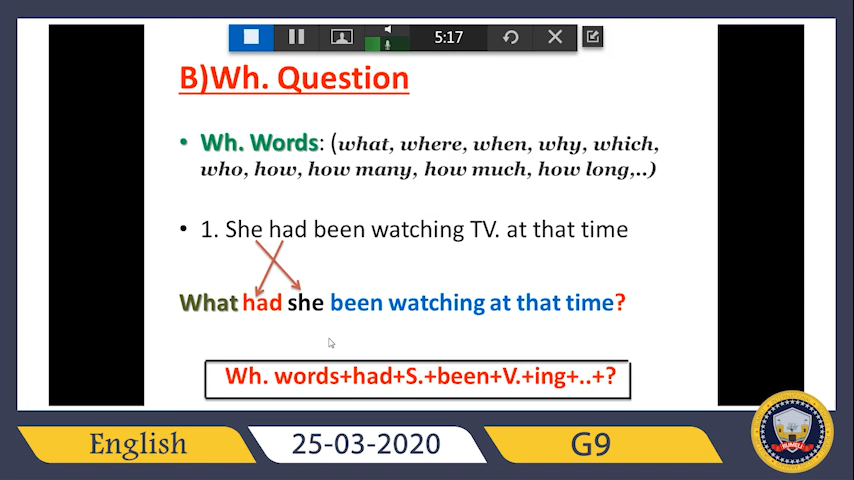 5:17
B)Wh. Question
• Wh. Words: (what, where, when, why, which,
who, how, how many, how much, how long,..)
• 1. She had been watching TV. at that time
What had she been watching at that time?
Wh. words+had+S.+been+V.+ing+..+?
English
25-03-2020
G9